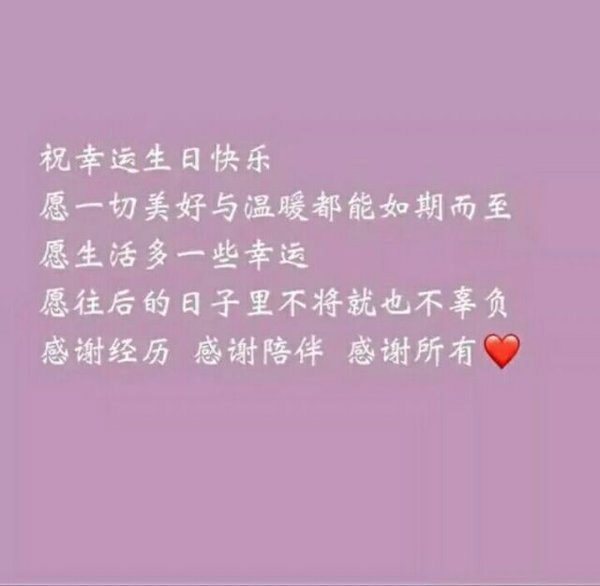 祝幸运生日快乐
愿一切美好与温暖都能如期而至
愿生活多一些幸运
愿往后的日子里不将就也不辜负
感谢经历 感谢陪伴 感谢所有❤️